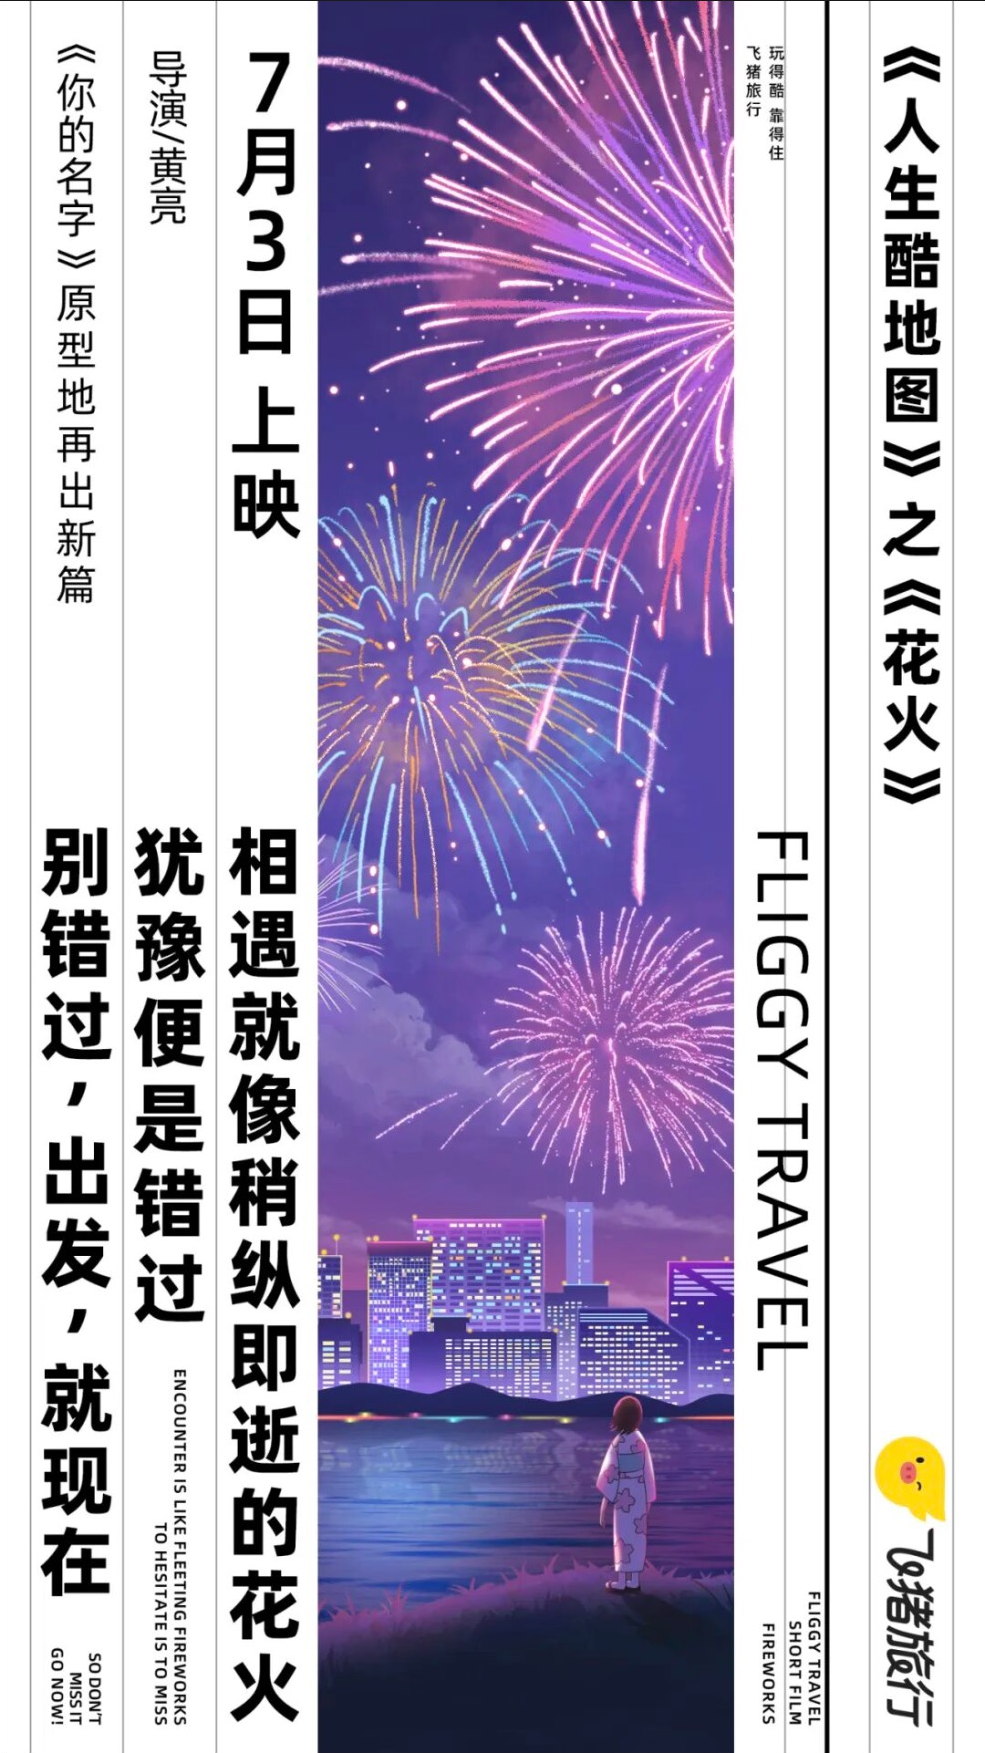 《人生酷地图》之《花火》
飞猪旅行
玩得酷 靠得住
飞猪旅行
FLIGGY TRAVEL
FLIGGY TRAVEL
SHORT FILM
FIREWORKS
7月3日 上映
相遇就像稍纵即逝的花火
导演/黄亮
犹豫便是错过
ENCOUNTER IS LIKE FLEETING FIREWORKS
TO HESITATE IS TO MISS
《你的名字》原型地再出新篇
别错过，出发，就现在
SO DON'T
MISS IT
GO NOW!